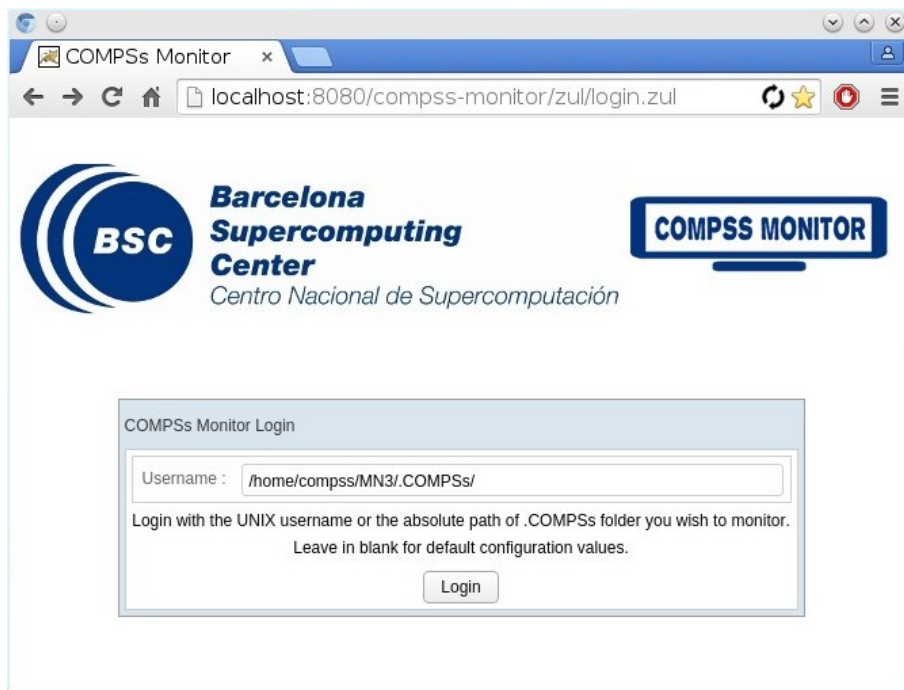 COMPSs Monitor
localhost:8080/compss-monitor/zul/login.zul
BSC
Barcelona
Supercomputing
Center
Centro Nacional de Supercomputación
COMPSS MONITOR
COMPSs Monitor Login
Username : /home/compss/MN3/.COMPSs/
Login with the UNIX username or the absolute path of .COMPSs folder you wish to monitor.
Leave in blank for default configuration values.
Login